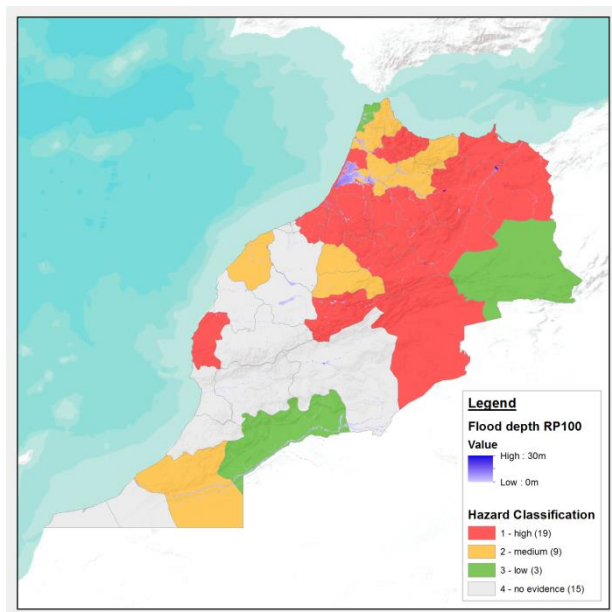 Legend
Flood depth RP100
Value
High : 30m
Low : 0m
Hazard Classification
1 - high (19)
2 - medium (9)
3 - low (3)
4 - no evidence (15)